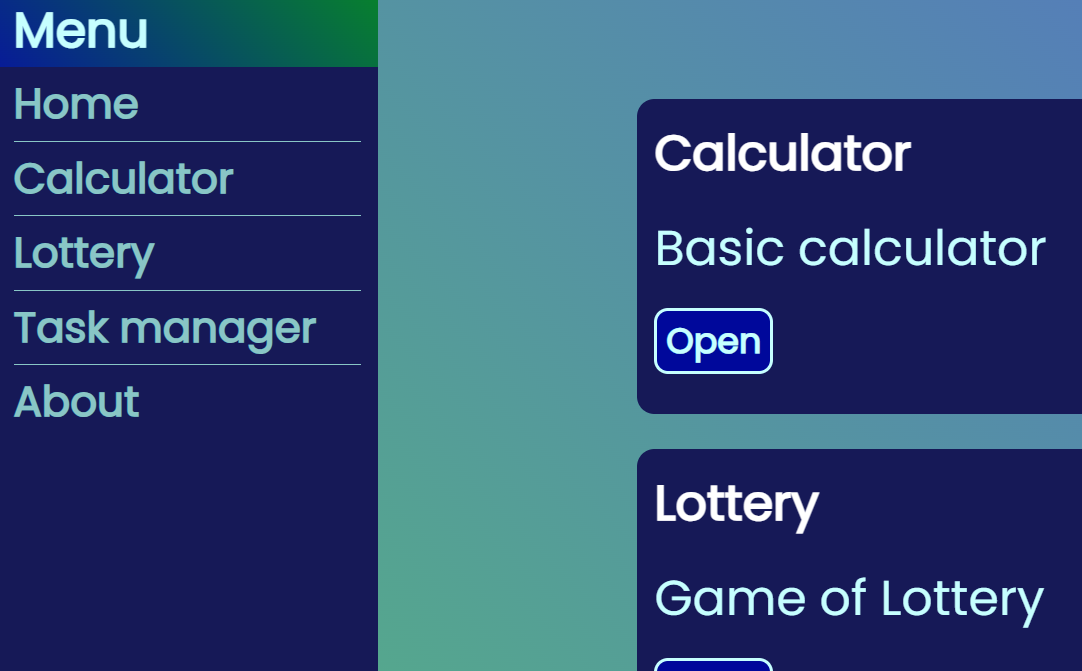 Menu
Home
Calculator
Lottery
Task manager
About
Calculator
Basic calculator
Open
Lottery
Game of Lottery